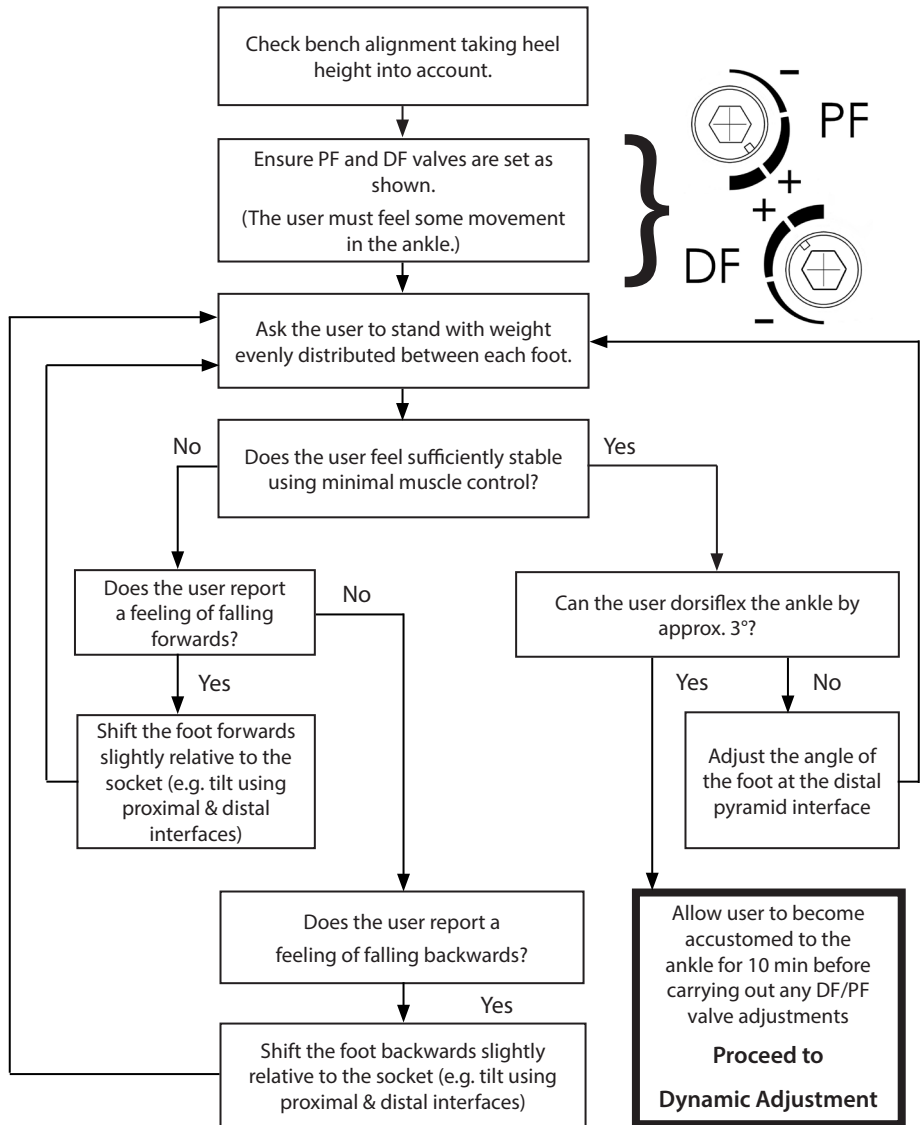 Check bench alignment taking heel
height into account.
Ensure PF and DF valves are set as
shown.
(The user must feel some movement
in the ankle.)
}
-
PF
+
+
DF
-
Ask the user to stand with weight
evenly distributed between each foot.
No
Does the user feel sufficiently stable
using minimal muscle control?
Yes
Does the user report
a feeling of falling
forwards?
No
Can the user dorsiflex the ankle by
approx. 3°?
Yes
Yes
No
Shift the foot forwards
slightly relative to the
socket (e.g. tilt using
proximal & distal
interfaces)
Adjust the angle of
the foot at the distal
pyramid interface
Does the user report a
feeling of falling backwards?
Yes
Shift the foot backwards slightly
relative to the socket (e.g. tilt using
proximal & distal interfaces)
Allow user to become
accustomed to the
ankle for 10 min before
carrying out any DF/PF
valve adjustments
Proceed to
Dynamic Adjustment